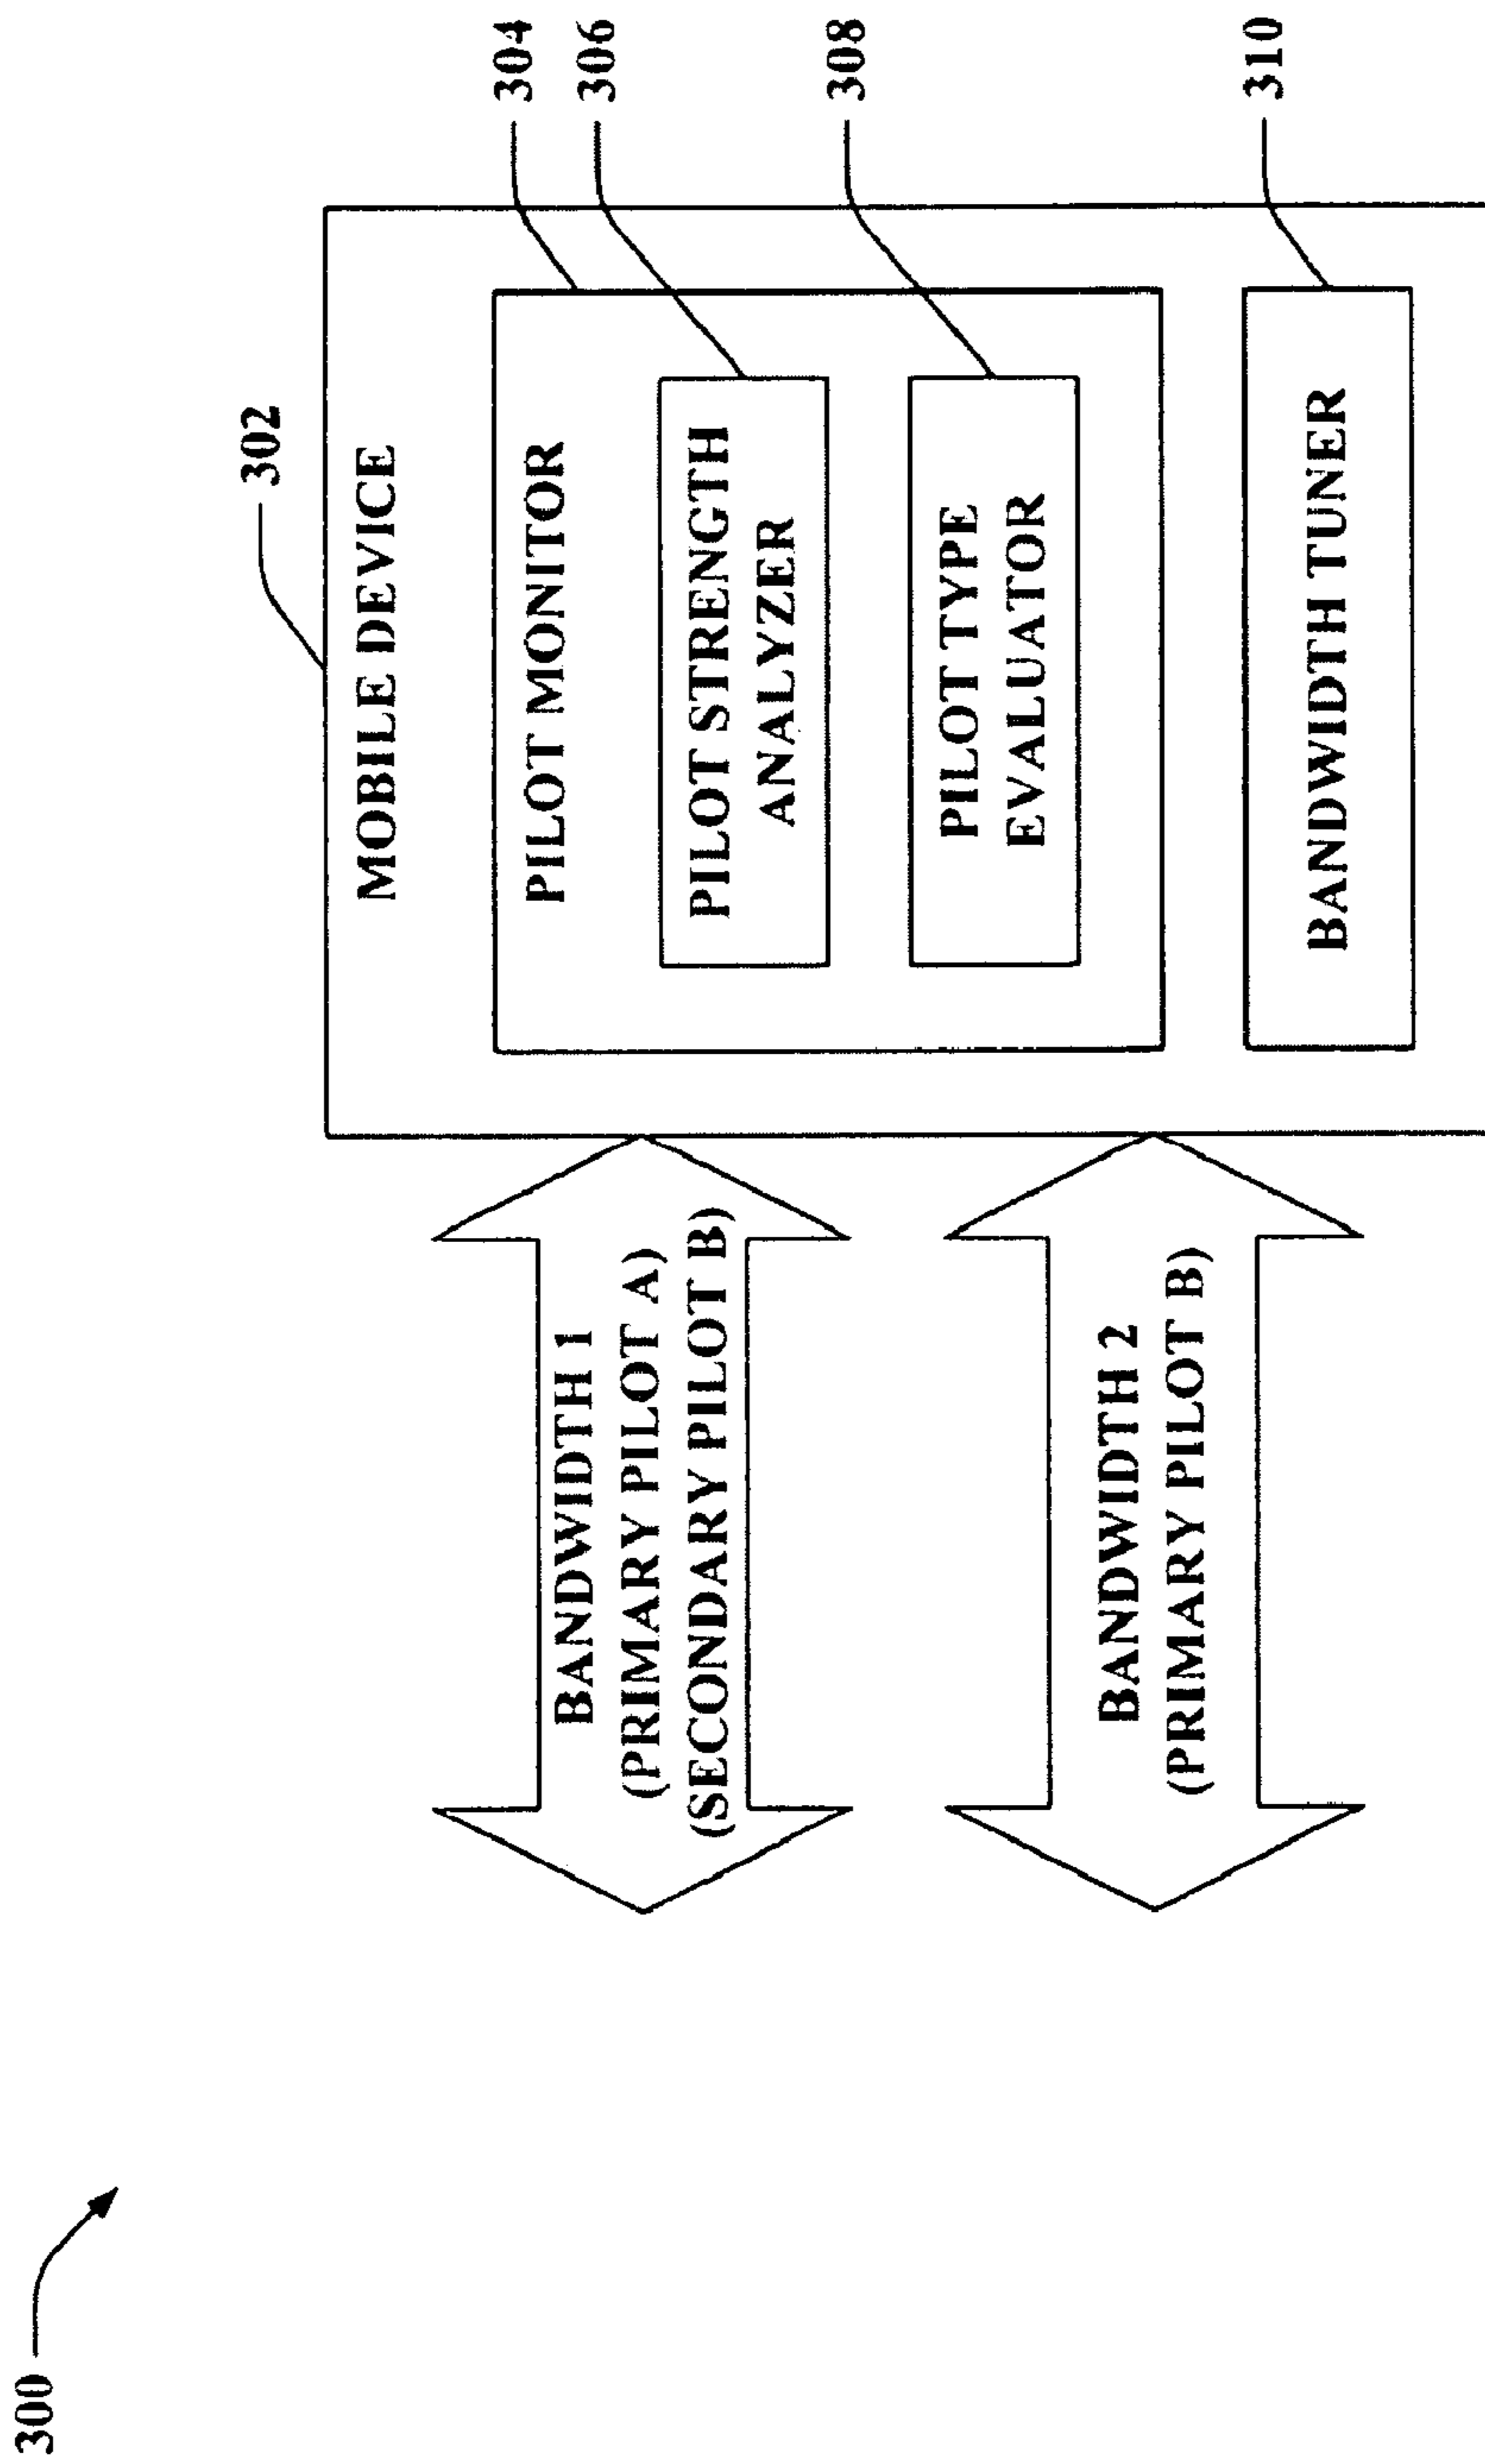 300
302
MOBILE DEVICE
304
PILOT MONITOR
306
PILOT STRENGTH
ANALYZER
308
PILOT TYPE
EVALUATOR
310
BANDWIDTH TUNER
BANDWIDTH 1
(PRIMARY PILOT A)
(SECONDARY PILOT B)
BANDWIDTH 2
(PRIMARY PILOT B)